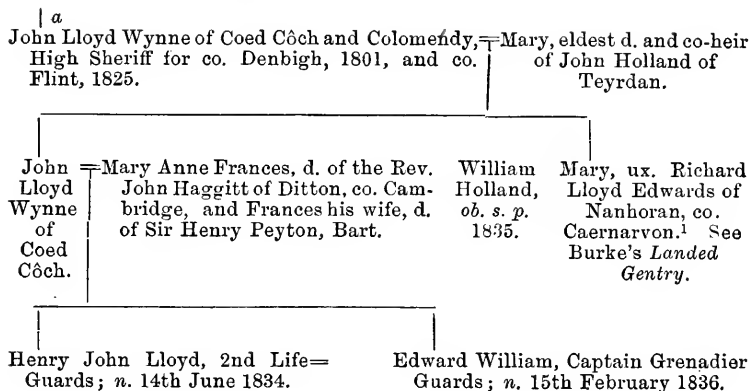 a
John Lloyd Wynne of Coed Côch and Colomendy,=Mary, eldest d. and co-heir
High Sheriff for co. Denbigh, 1801, and co. of John Holland of
Flint, 1825. Teyrdan.
John =Mary Anne Frances, d. of the Rev. William Mary, ux. Richard
Lloyd John Haggitt of Ditton, co. Cam- Holland, Lloyd Edwards of
Wynne bridge, and Frances his wife, d. ob. s. p. Nanhoran, co.
of of Sir Henry Peyton, Bart. 1835. Caernarvon.¹ See
Coed Burke's Landed
Côch. Gentry.
Henry John Lloyd, 2nd Life= Edward William, Captain Grenadier
Guards; n. 14th June 1834. Guards; n. 15th February 1836.